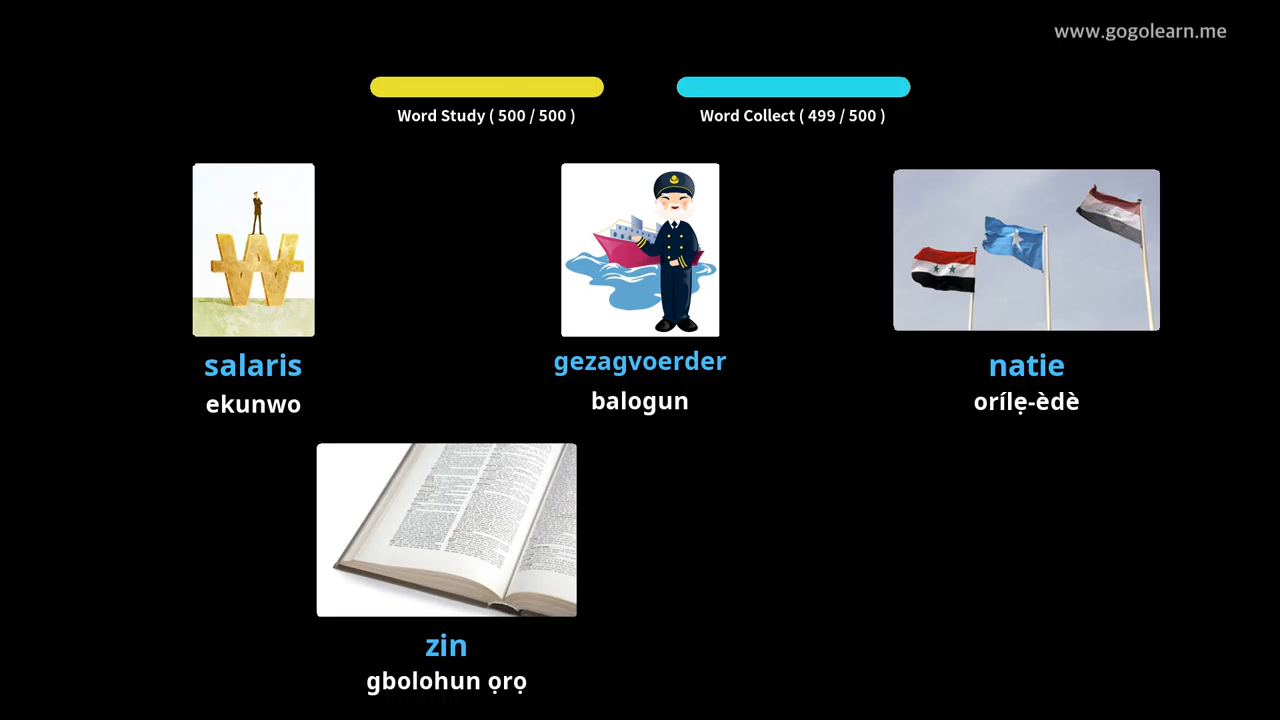 www.gogolearn.me
Word Study ( 500 / 500 )
Word Collect ( 499 / 500 )
salaris
ekunwo
gezagvoerder
balogun
natie
orílẹ-èdè
zin
gbolohun ọrọ